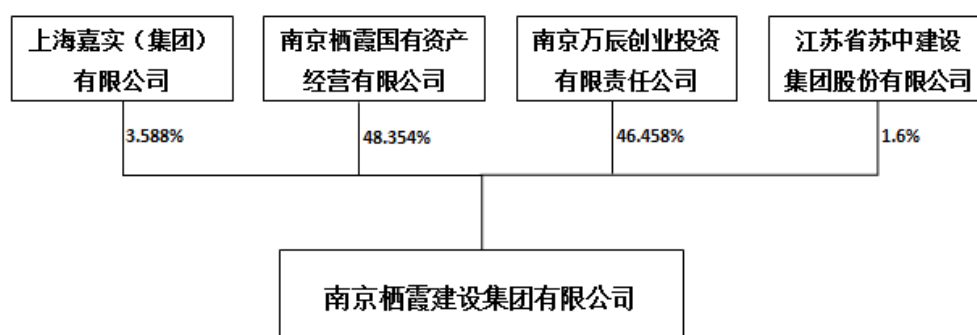 上海嘉实（集团）
有限公司
南京栖霞国有资产
经营有限公司
南京万辰创业投资
有限责任公司
江苏省苏中建设
集团股份有限公司
3.588%
48.354%
46.458%
1.6%
南京栖霞建设集团有限公司